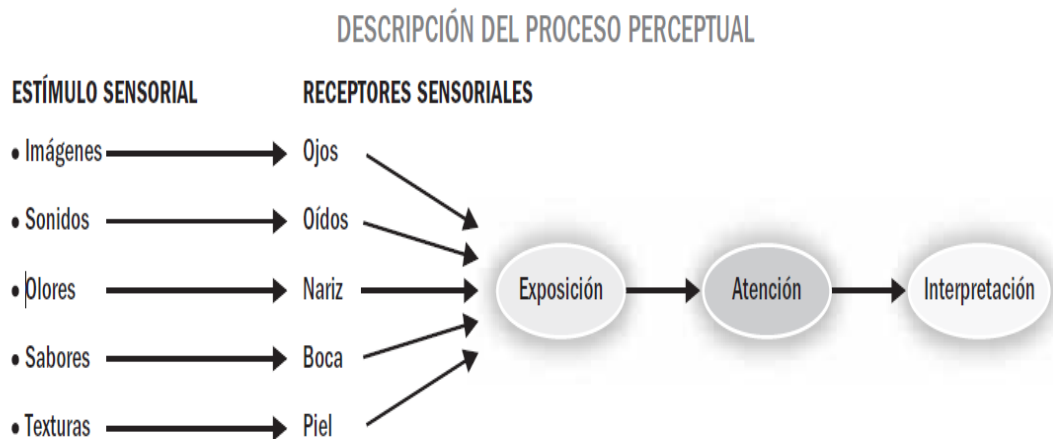 DESCRIPCIÓN DEL PROCESO PERCEPTUAL
ESTÍMULO SENSORIAL
RECEPTORES SENSORIALES
• Imágenes
Ojos
• Sonidos
Oídos
• Olores
Nariz
• Sabores
Boca
• Texturas
Piel
Exposición
Atención
Interpretación